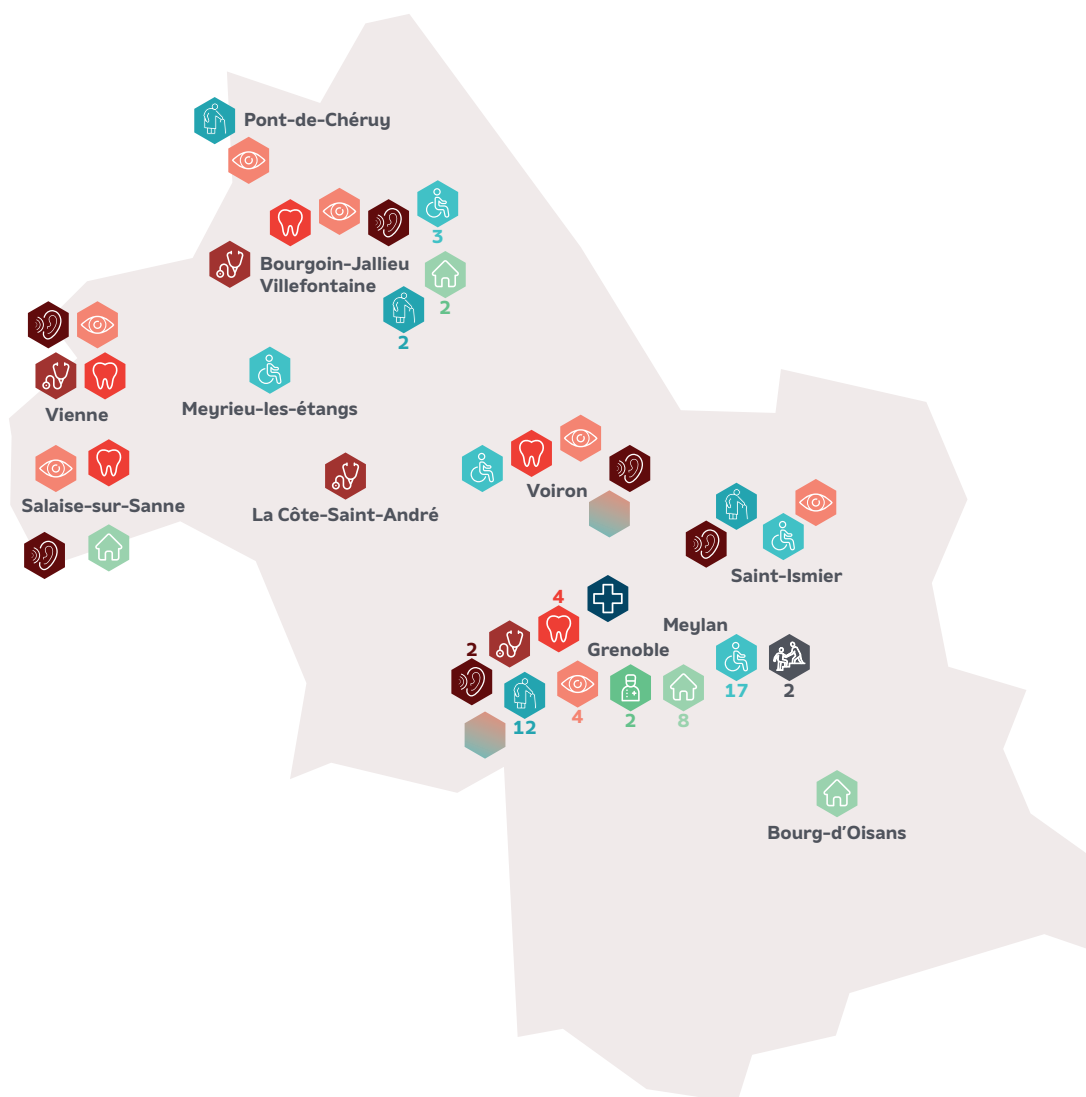 Pont-de-Chéruy
3
Bourgoin-Jallieu
Villefontaine
2
2
Vienne
Meyrieu-les-étangs
Voiron
Salaise-sur-Sanne
La Côte-Saint-André
Saint-Ismier
4
Meylan
2
Grenoble
17
2
12
4
2
8
Bourg-d'Oisans